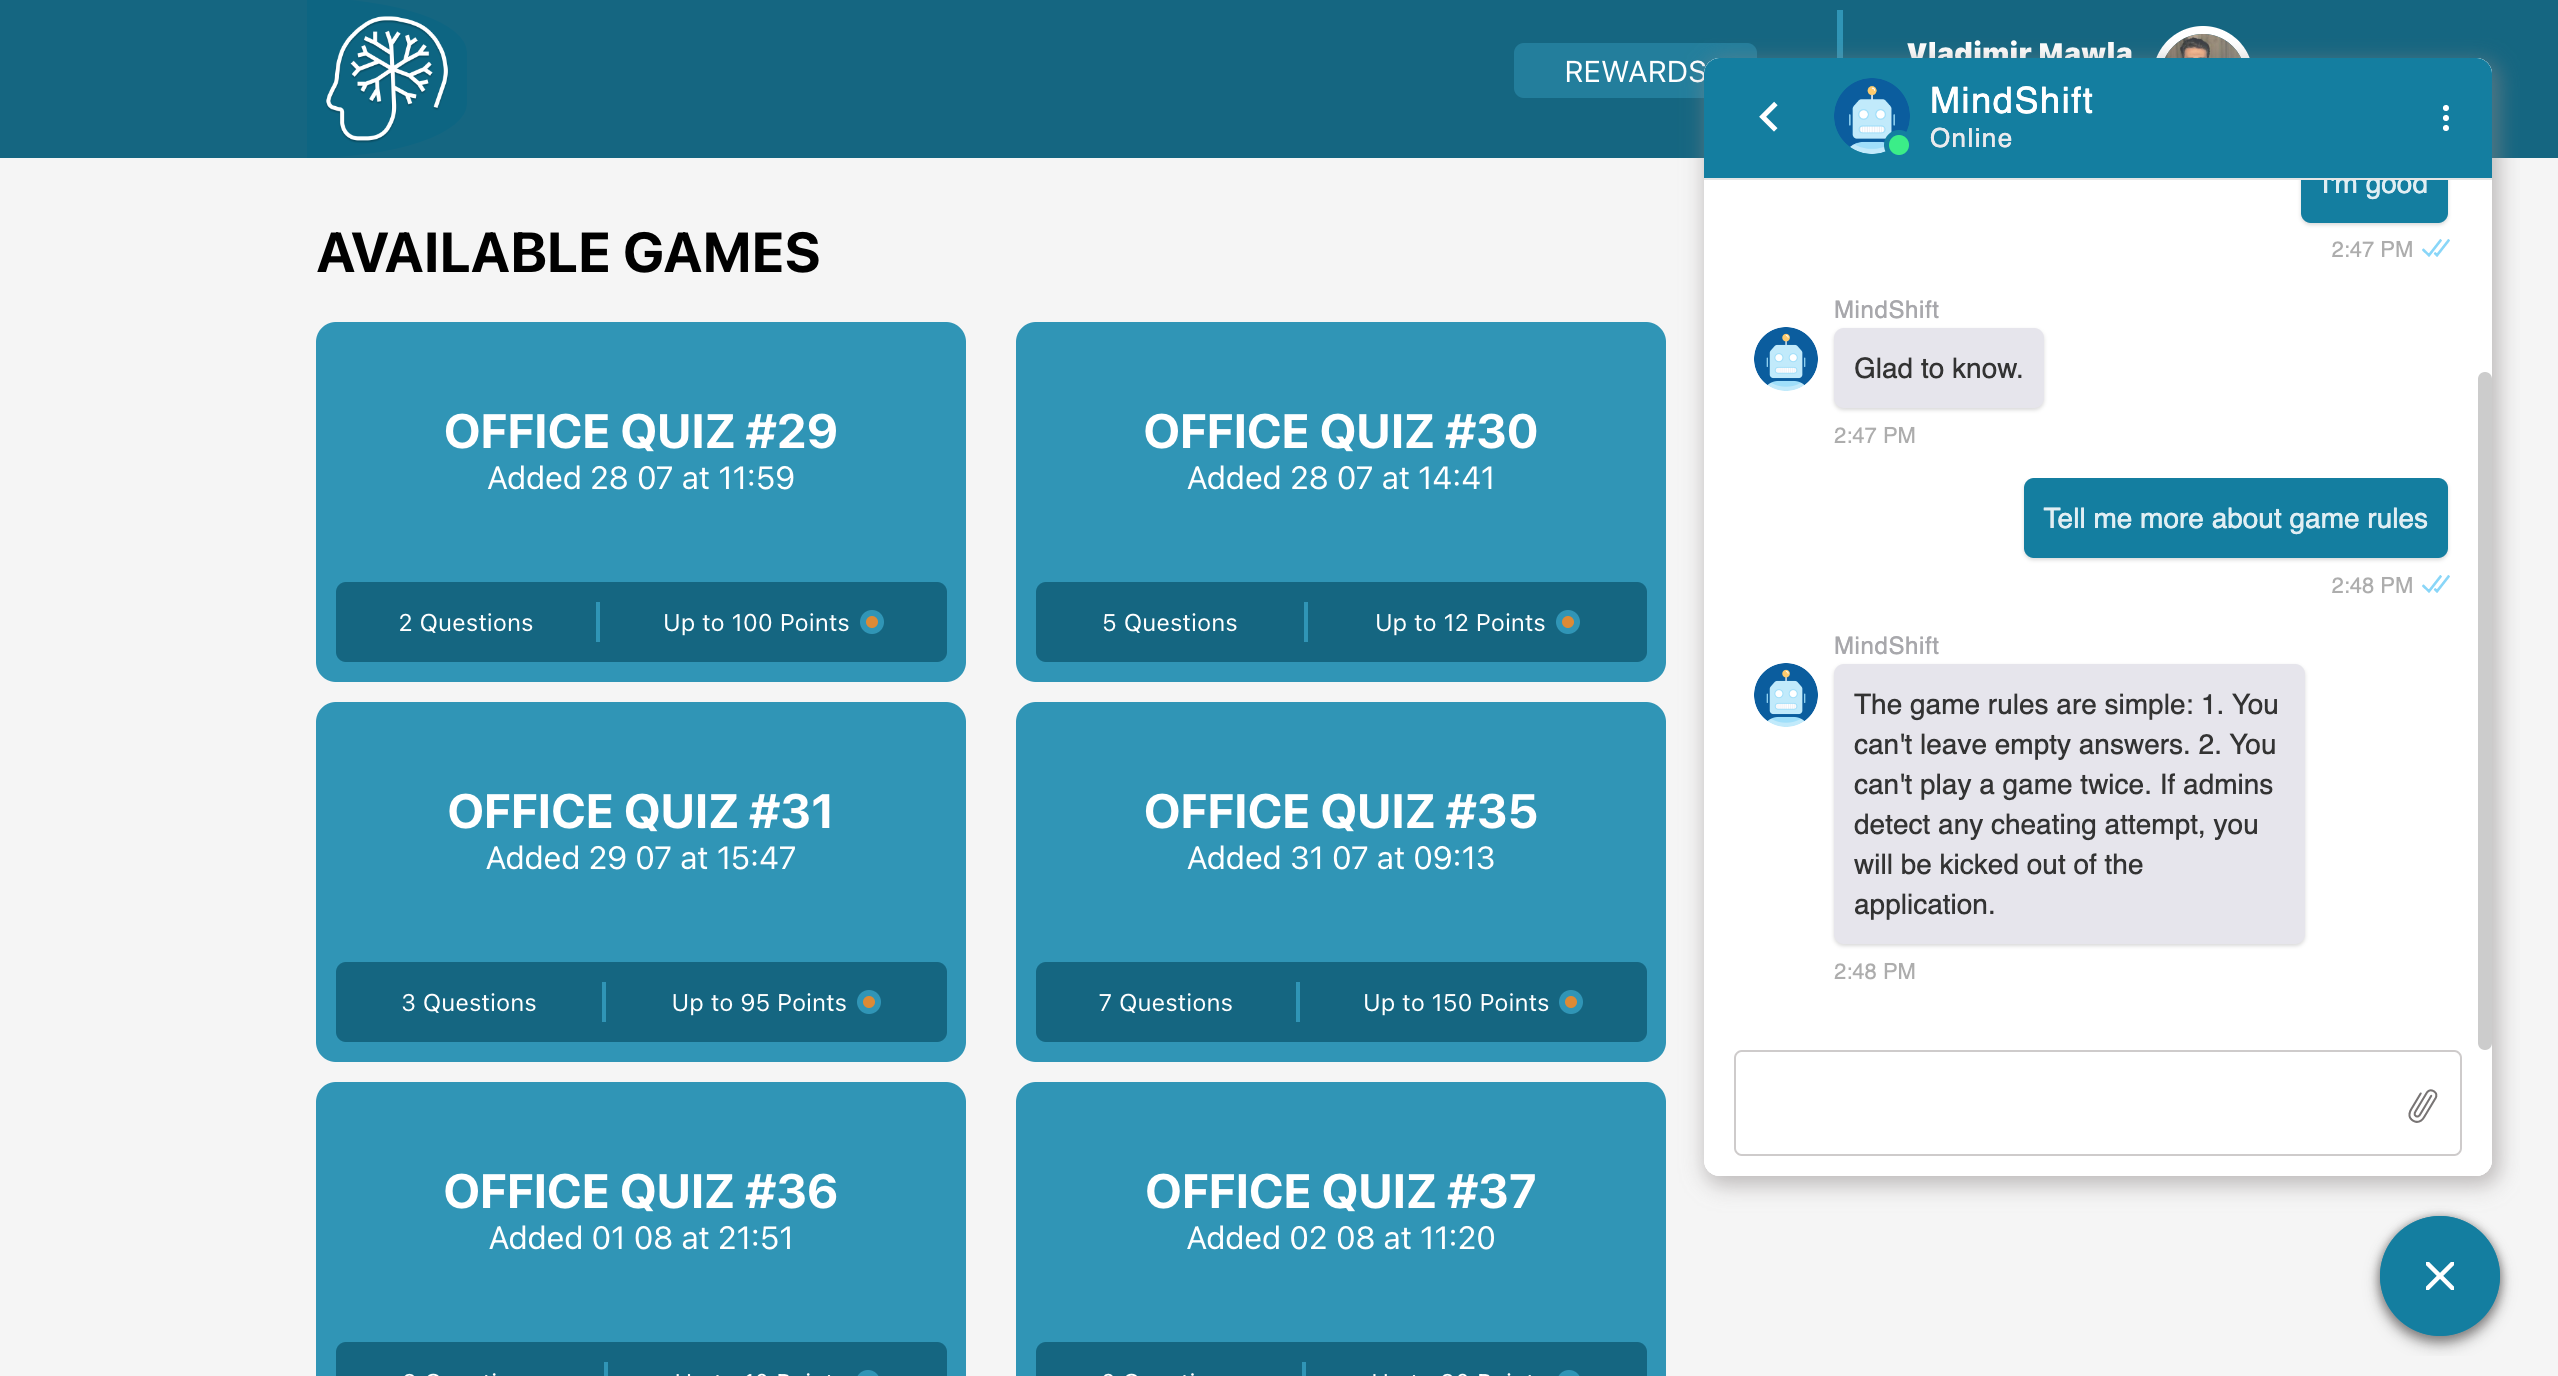 REWARDS
Vladimir Mawla
AVAILABLE GAMES
OFFICE QUIZ #29
Added 28 07 at 11:59
2 Questions
Up to 100 Points
OFFICE QUIZ #30
Added 28 07 at 14:41
5 Questions
Up to 12 Points
OFFICE QUIZ #31
Added 29 07 at 15:47
3 Questions
Up to 95 Points
OFFICE QUIZ #35
Added 31 07 at 09:13
7 Questions
Up to 150 Points
OFFICE QUIZ #36
Added 01 08 at 21:51
OFFICE QUIZ #37
Added 02 08 at 11:20
MindShift
Online
I'm good
2:47 PM
MindShift
Glad to know.
2:47 PM
Tell me more about game rules
2:48 PM
MindShift
The game rules are simple: 1. You
can't leave empty answers. 2. You
can't play a game twice. If admins
detect any cheating attempt, you
will be kicked out of the
application.
2:48 PM